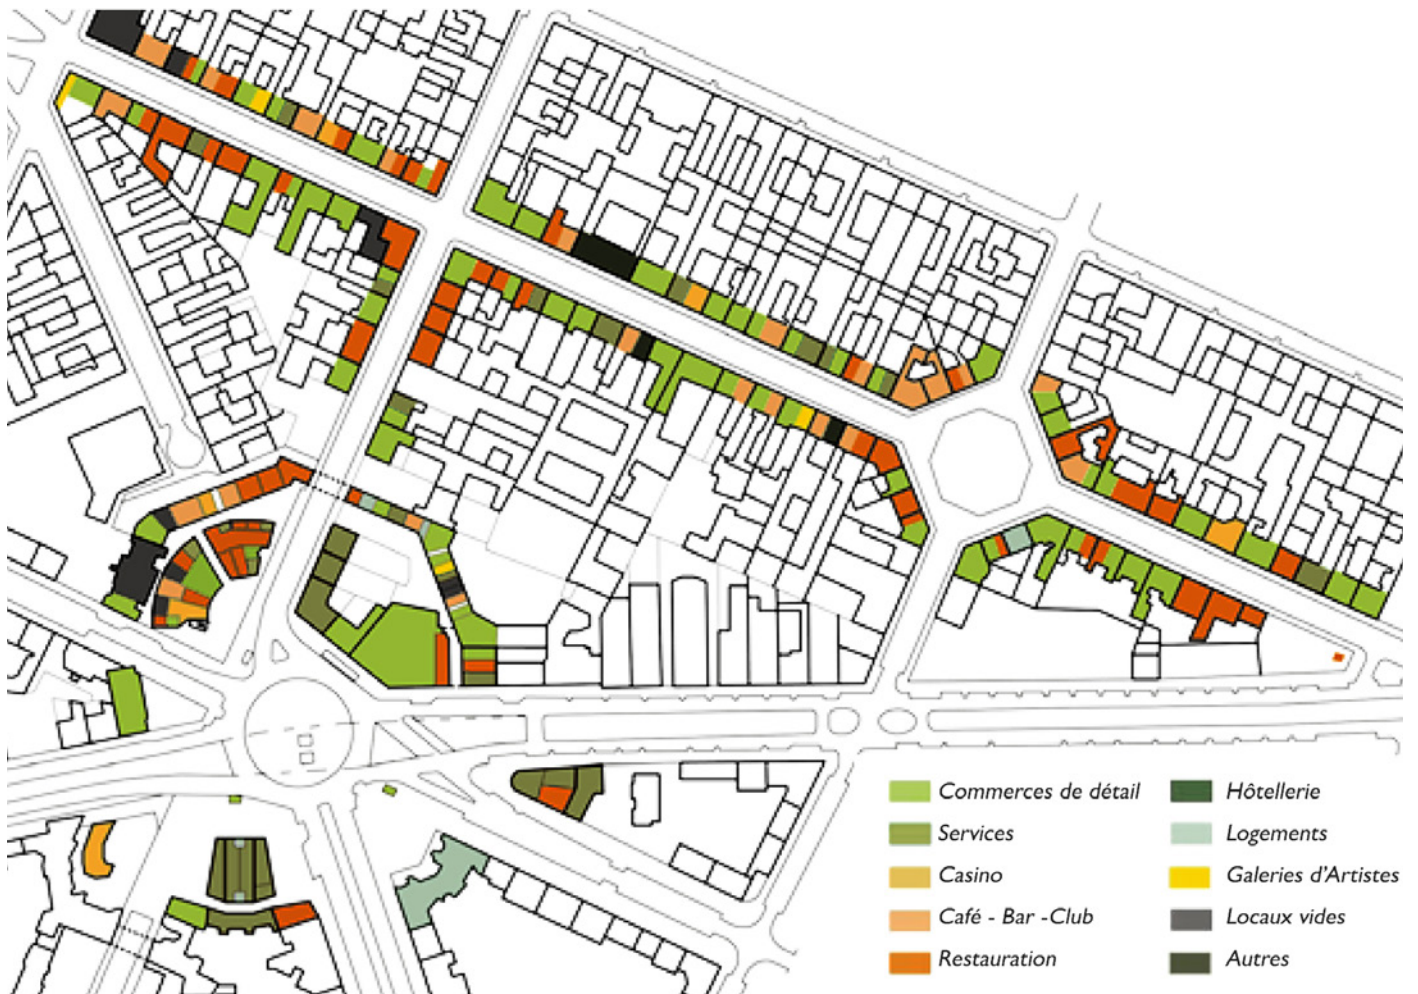 Commerces de détail
Services
Casino
Café - Bar -Club
Restauration
Hôtellerie
Logements
Galeries d'Artistes
Locaux vides
Autres